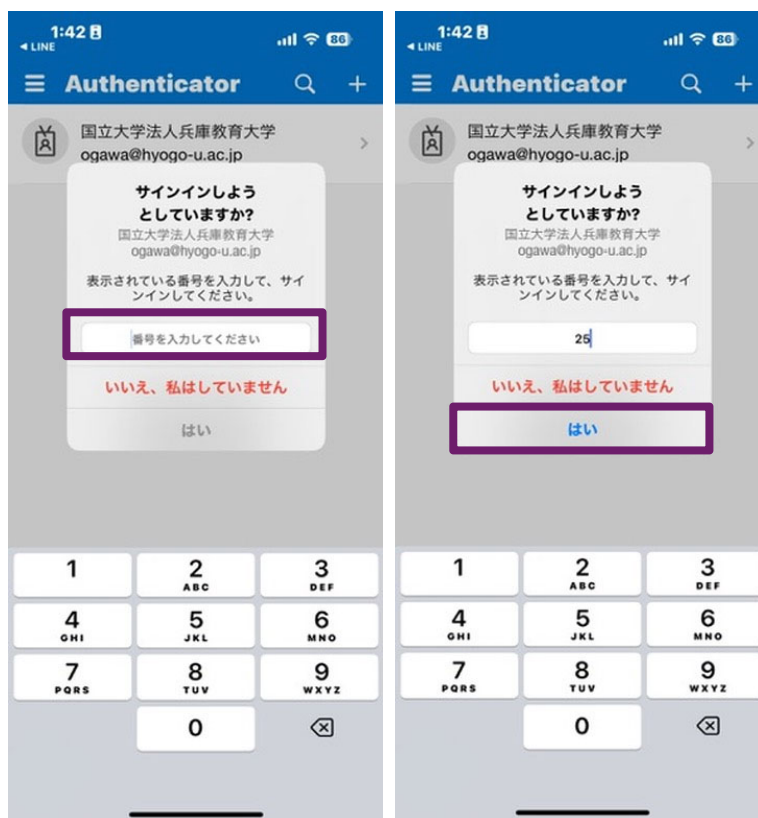 1:42
86
LINE
Authenticator
国立大学法人兵庫教育大学
ogawa@hyogo-u.ac.jp
サインインしよう
としていますか?
国立大学法人兵庫教育大学
ogawa@hyogo-u.ac.jp
表示されている番号を入力して、サイ
ンインしてください。
番号を入力してください
いいえ、私はしていません
はい
1
2
ABC
3
DEF
4
GHI
5
JKL
6
MNO
7
PQRS
8
TUV
9
WXYZ
0
1:42
86
LINE
Authenticator
国立大学法人兵庫教育大学
ogawa@hyogo-u.ac.jp
サインインしよう
としていますか?
国立大学法人兵庫教育大学
ogawa@hyogo-u.ac.jp
表示されている番号を入力して、サイ
ンインしてください。
25
いいえ、私はしていません
はい
1
2
ABC
3
DEF
4
GHI
5
JKL
6
MNO
7
PQRS
8
TUV
9
WXYZ
0